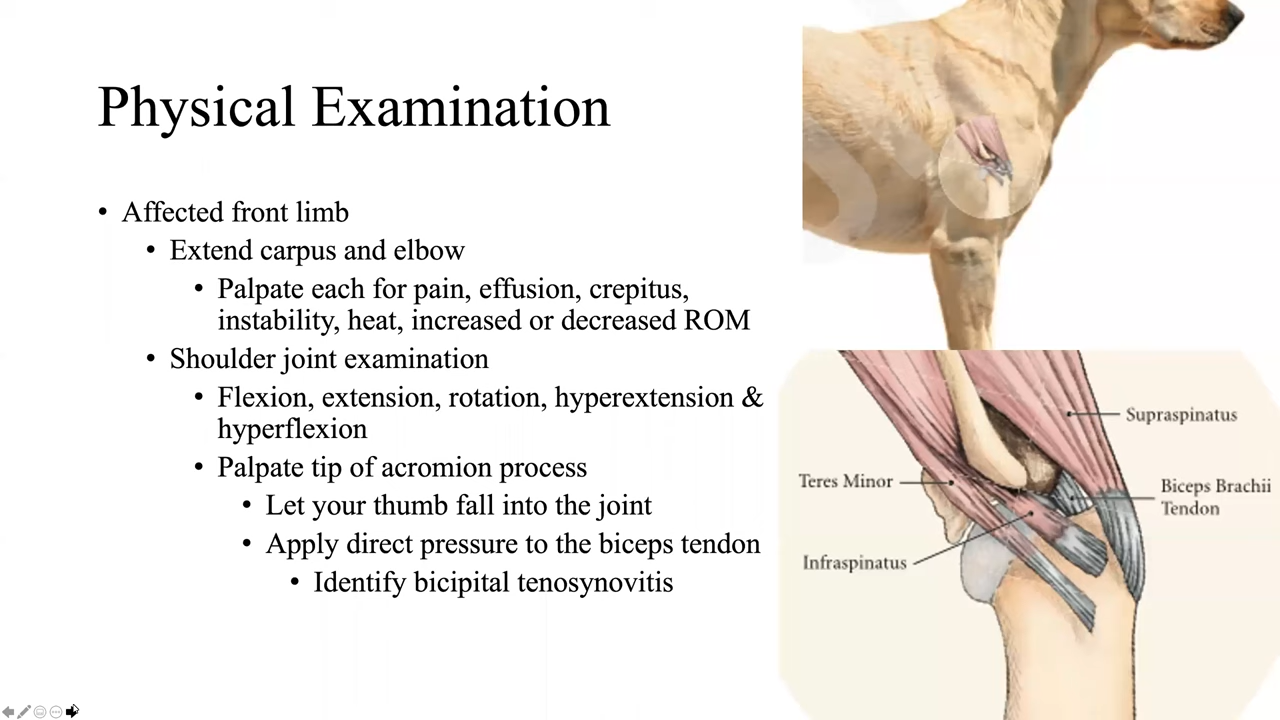 Physical Examination
• Affected front limb
• Extend carpus and elbow
• Palpate each for pain, effusion, crepitus,
instability, heat, increased or decreased ROM
• Shoulder joint examination
• Flexion, extension, rotation, hyperextension &
hyperflexion
• Palpate tip of acromion process
• Let your thumb fall into the joint
• Apply direct pressure to the biceps tendon
• Identify bicipital tenosynovitis
Supraspinatus
Teres Minor
Biceps Brachii
Tendon
Infraspinatus